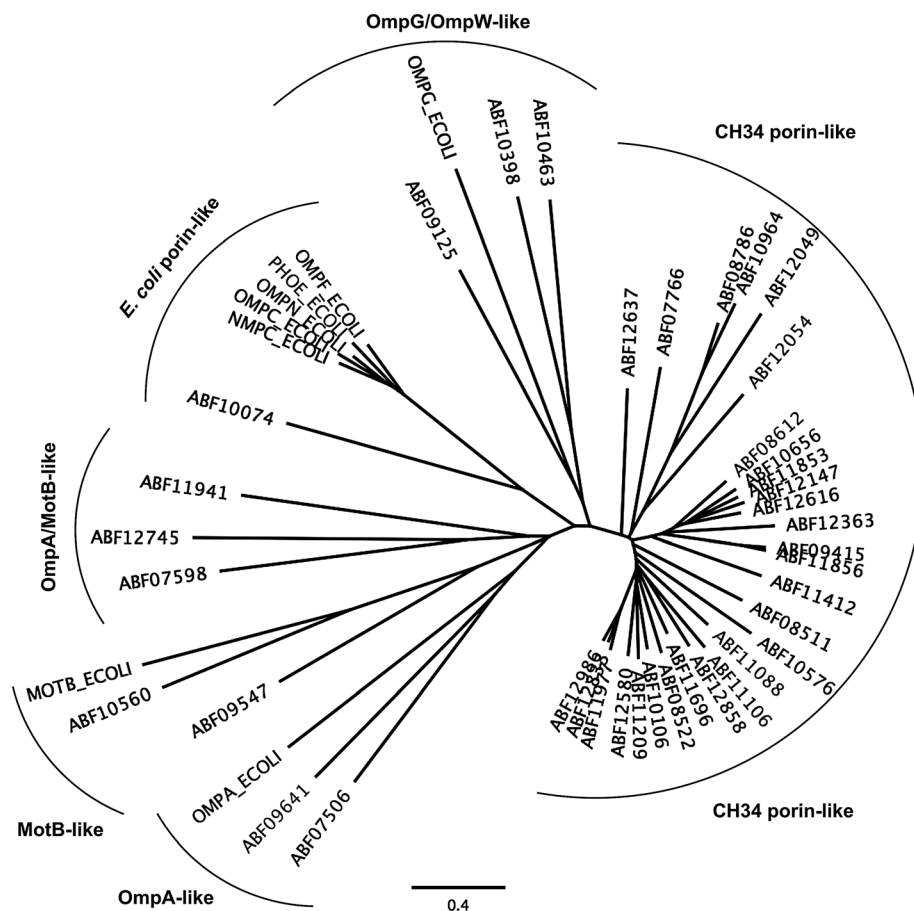 OmpG/OmpW-like
OMPG_ECOLI
ABF10398
ABF10463
ABF09125
CH34 porin-like
ABF12637
ABF07766
ABF08786
ABF10964
ABF12049
ABF12054
ABF08612
ABF10656
ABF11853
ABF12147
ABF12616
ABF12363
ABF09415
ABF11856
ABF11412
ABF08511
ABF10576
ABF11088
ABF11106
ABF12858
ABF11696
ABF08522
ABF10106
ABF11209
ABF12580
ABF11977
ABF12986
CH34 porin-like
E. coli porin-like
OMPF_ECOLI
PHOE_ECOLI
OMPN_ECOLI
OMPC_ECOLI
NMPC_ECOLI
ABF10074
OmpA/MotB-like
ABF11941
ABF12745
ABF07598
MOTB_ECOLI
ABF10560
ABF09547
MotB-like
OMPA_ECOLI
ABF09641
ABF07506
OmpA-like
0.4